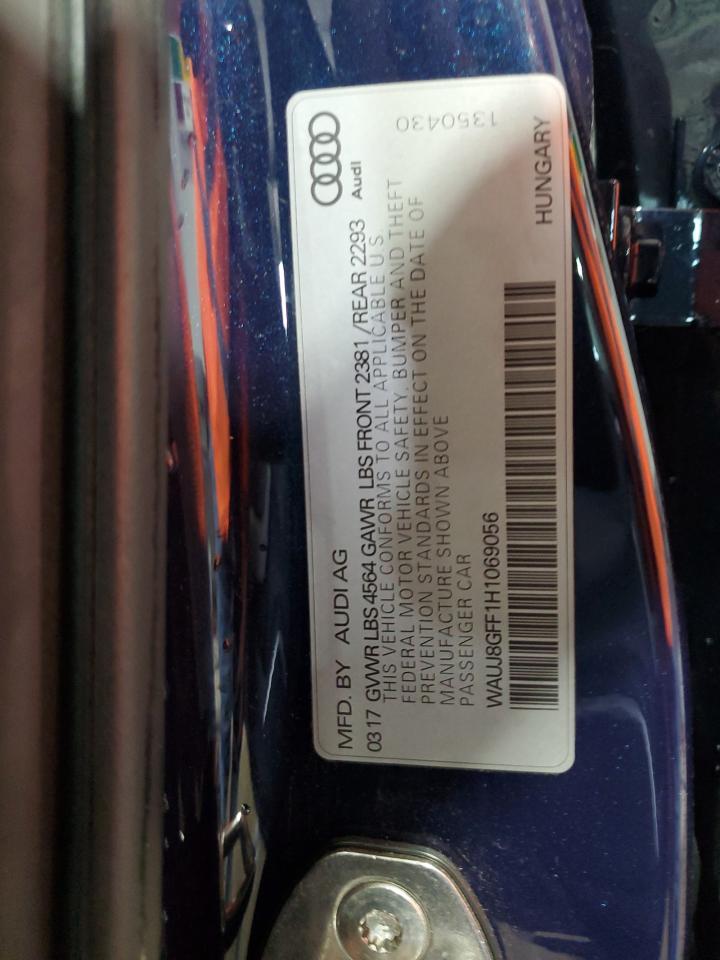 MFD. BY AUDI AG
Audi
0317 GVWR LBS 4564 GAWR LBS FRONT 2381 /REAR 2293
THIS VEHICLE CONFORMS TO ALL APPLICABLE U S.
FEDERAL MOTOR VEHICLE SAFETY, BUMPER AND THEFT
PREVENTION STANDARDS IN EFFECT ON THE DATE OF
MANUFACTURE SHOWN ABOVE
PASSENGER CAR
WAUJ8GFF1H1069056
HUNGARY
1350430